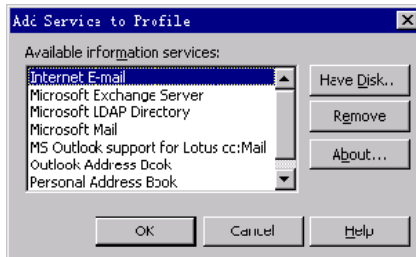 Add Service to Profile
Available information services:
Internet E-mail
Have Disk..
Microsoft Exchange Server
Microsoft LDAP Directory
Remove
Microsoft Mail
MS Outlook support for Lotus cc:Mail
About...
Outlook Address Book
Personal Address Book
OK
Cancel
Help